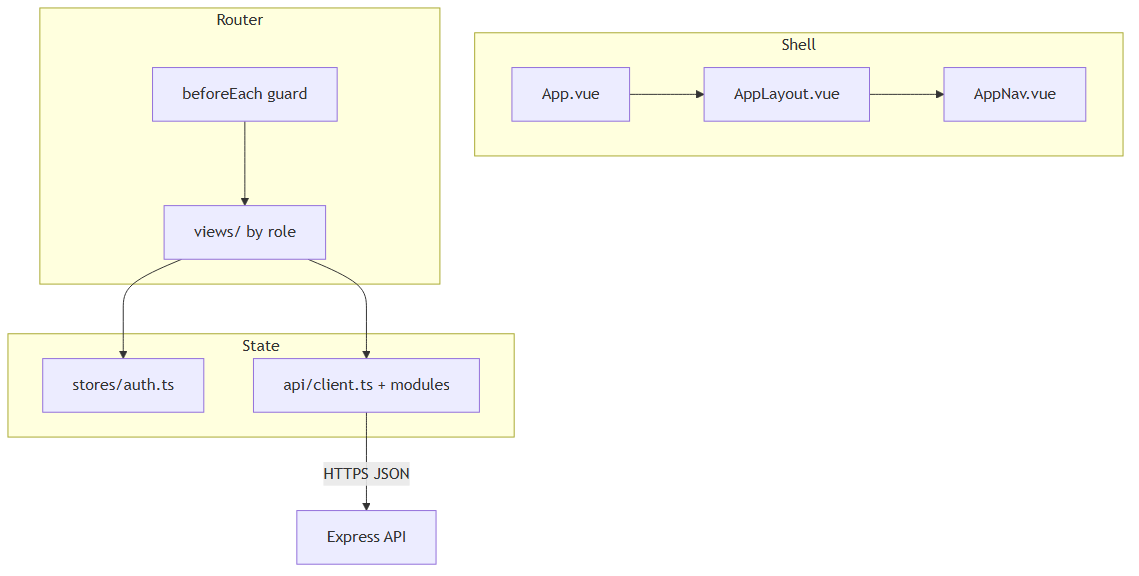 Router
beforeEach guard
views/ by role
Shell
App.vue
AppLayout.vue
AppNav.vue
State
stores/auth.ts
api/client.ts + modules
HTTPS JSON
Express API